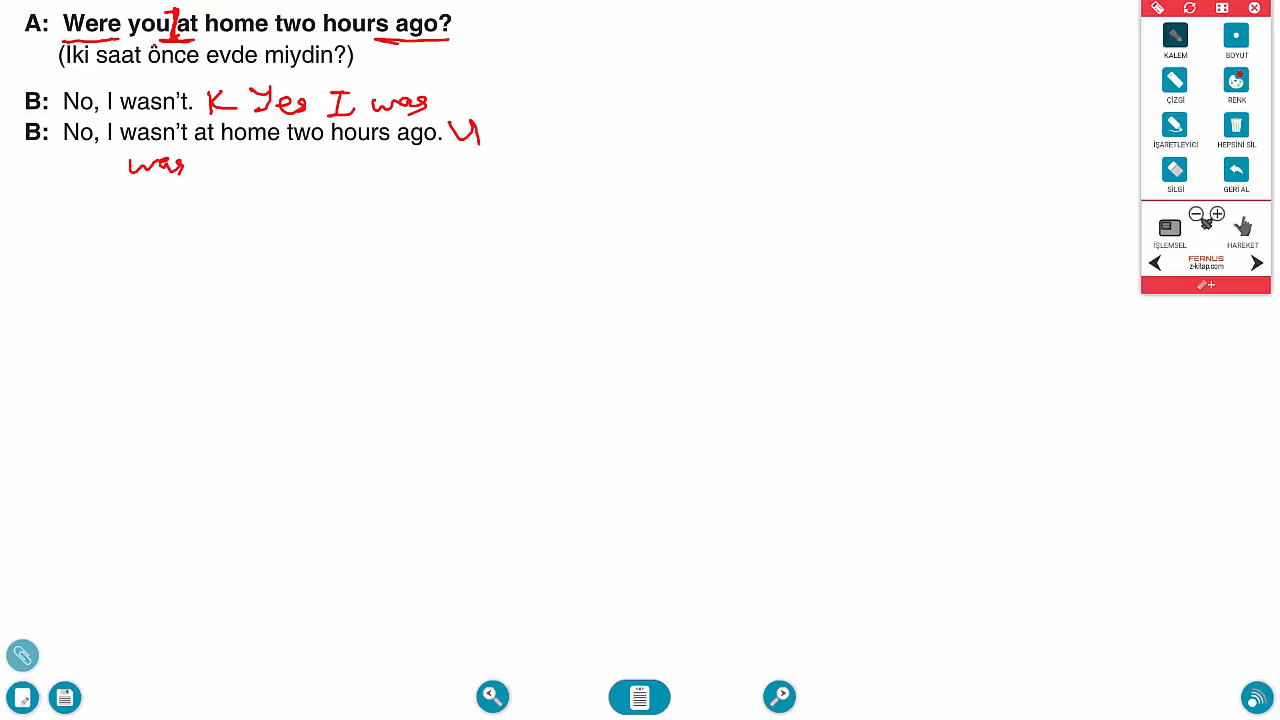 A: Were you I at home two hours ago?
(Iki saat önce evde miydin?)
B: No, I wasn't. K Yes I was
B: No, I wasn't at home two hours ago. U
was
KALEM BOYUT
ÇİZGİ RENK
İŞARETLEYİCİ HEPSİNİ SİL
SİLGİ GERİ AL
İŞLEMSEL HAREKET
FERNUS
z-kitap.com